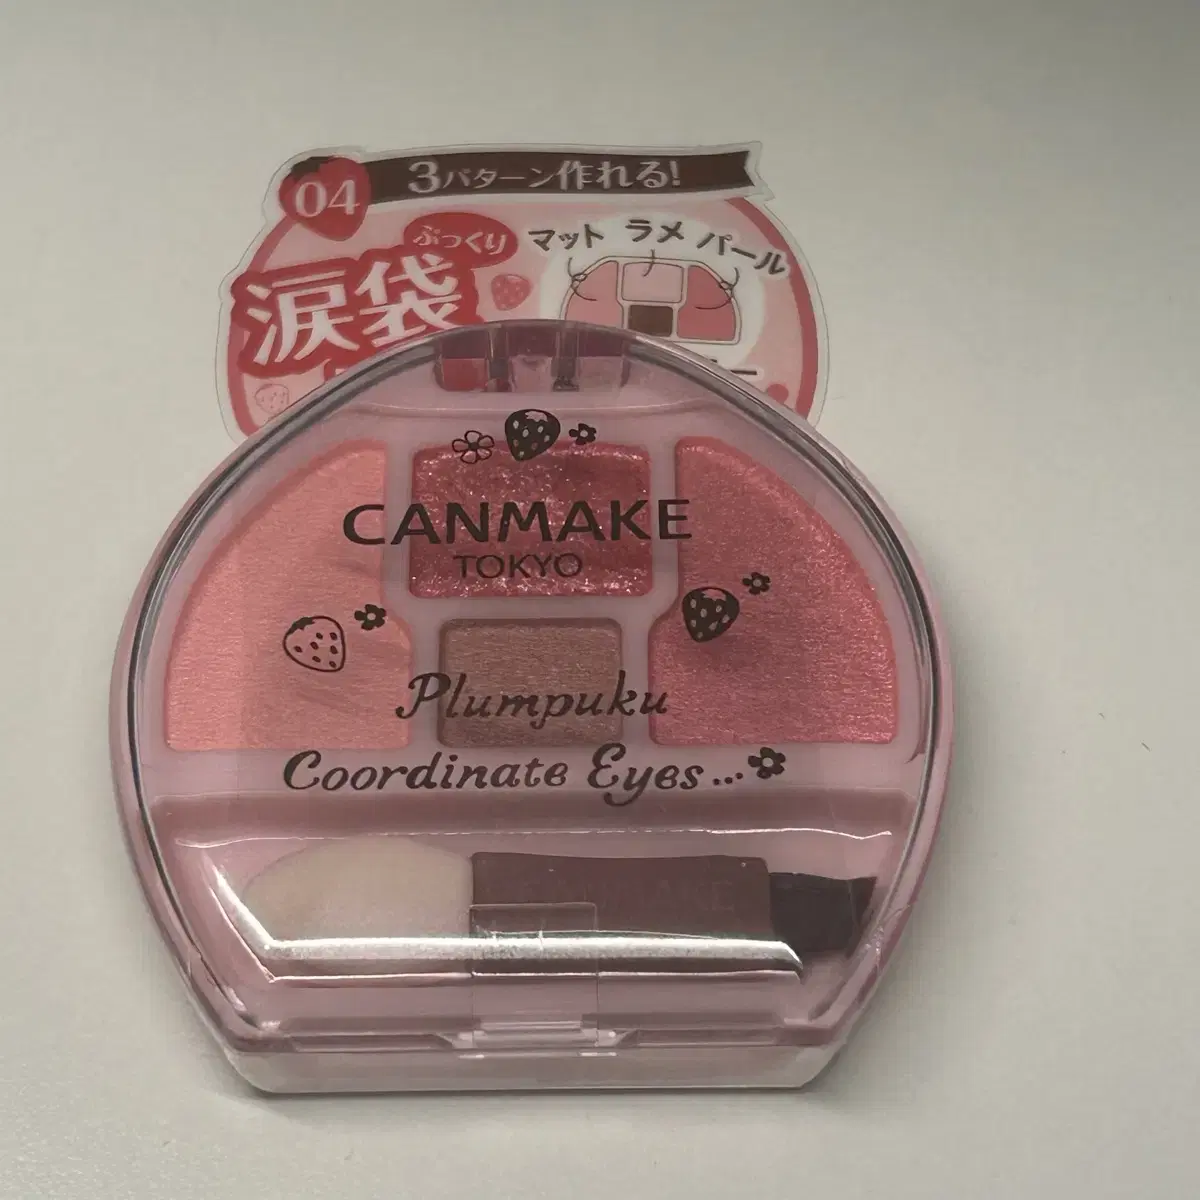 04
3パターン作れる!
ぷっくり
マット ラメ パール
涙袋
CANMAKE
TOKYO
Plumpuku
Coordinate Eyes...